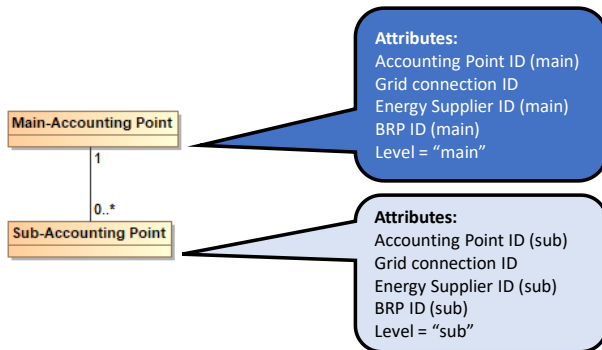 Attributes:
Accounting Point ID (main)
Grid connection ID
Energy Supplier ID (main)
BRP ID (main)
Level = “main”
Main-Accounting Point
1
0..*
Sub-Accounting Point
Attributes:
Accounting Point ID (sub)
Grid connection ID
Energy Supplier ID (sub)
BRP ID (sub)
Level = “sub”